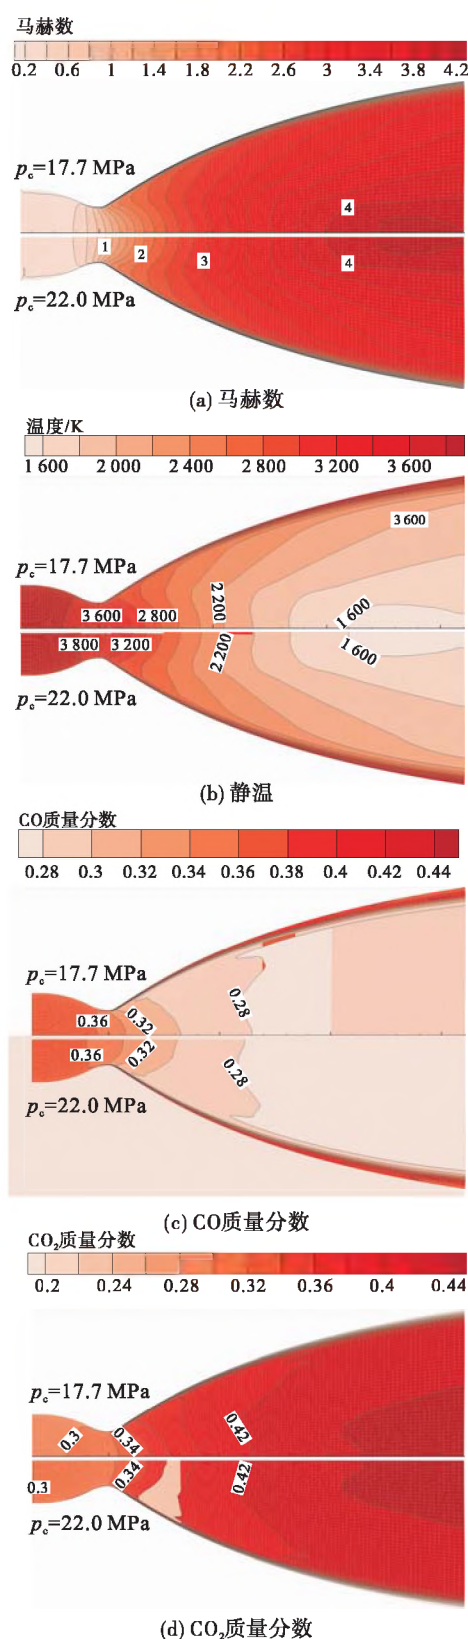 马赫数
0.2 0.6 1 1.4 1.8 2.2 2.6 3 3.4 3.8 4.2
p_c=17.7 MPa
4
1 2 3 4
p_c=22.0 MPa
(a) 马赫数
温度/K
1 600 2 000 2 400 2 800 3 200 3 600
3 600
p_c=17.7 MPa
3 600 2 800 2 200 1 600
3 800 3 200 2 200 1 600
p_c=22.0 MPa
(b) 静温
CO质量分数
0.28 0.3 0.32 0.34 0.36 0.38 0.4 0.42 0.44
p_c=17.7 MPa
0.36 0.32 0.28
0.36 0.32 0.28
p_c=22.0 MPa
(c) CO质量分数
CO₂质量分数
0.2 0.24 0.28 0.32 0.36 0.4 0.44
p_c=17.7 MPa
0.3 0.34 0.42
0.3 0.34 0.42
p_c=22.0 MPa
(d) CO₂质量分数